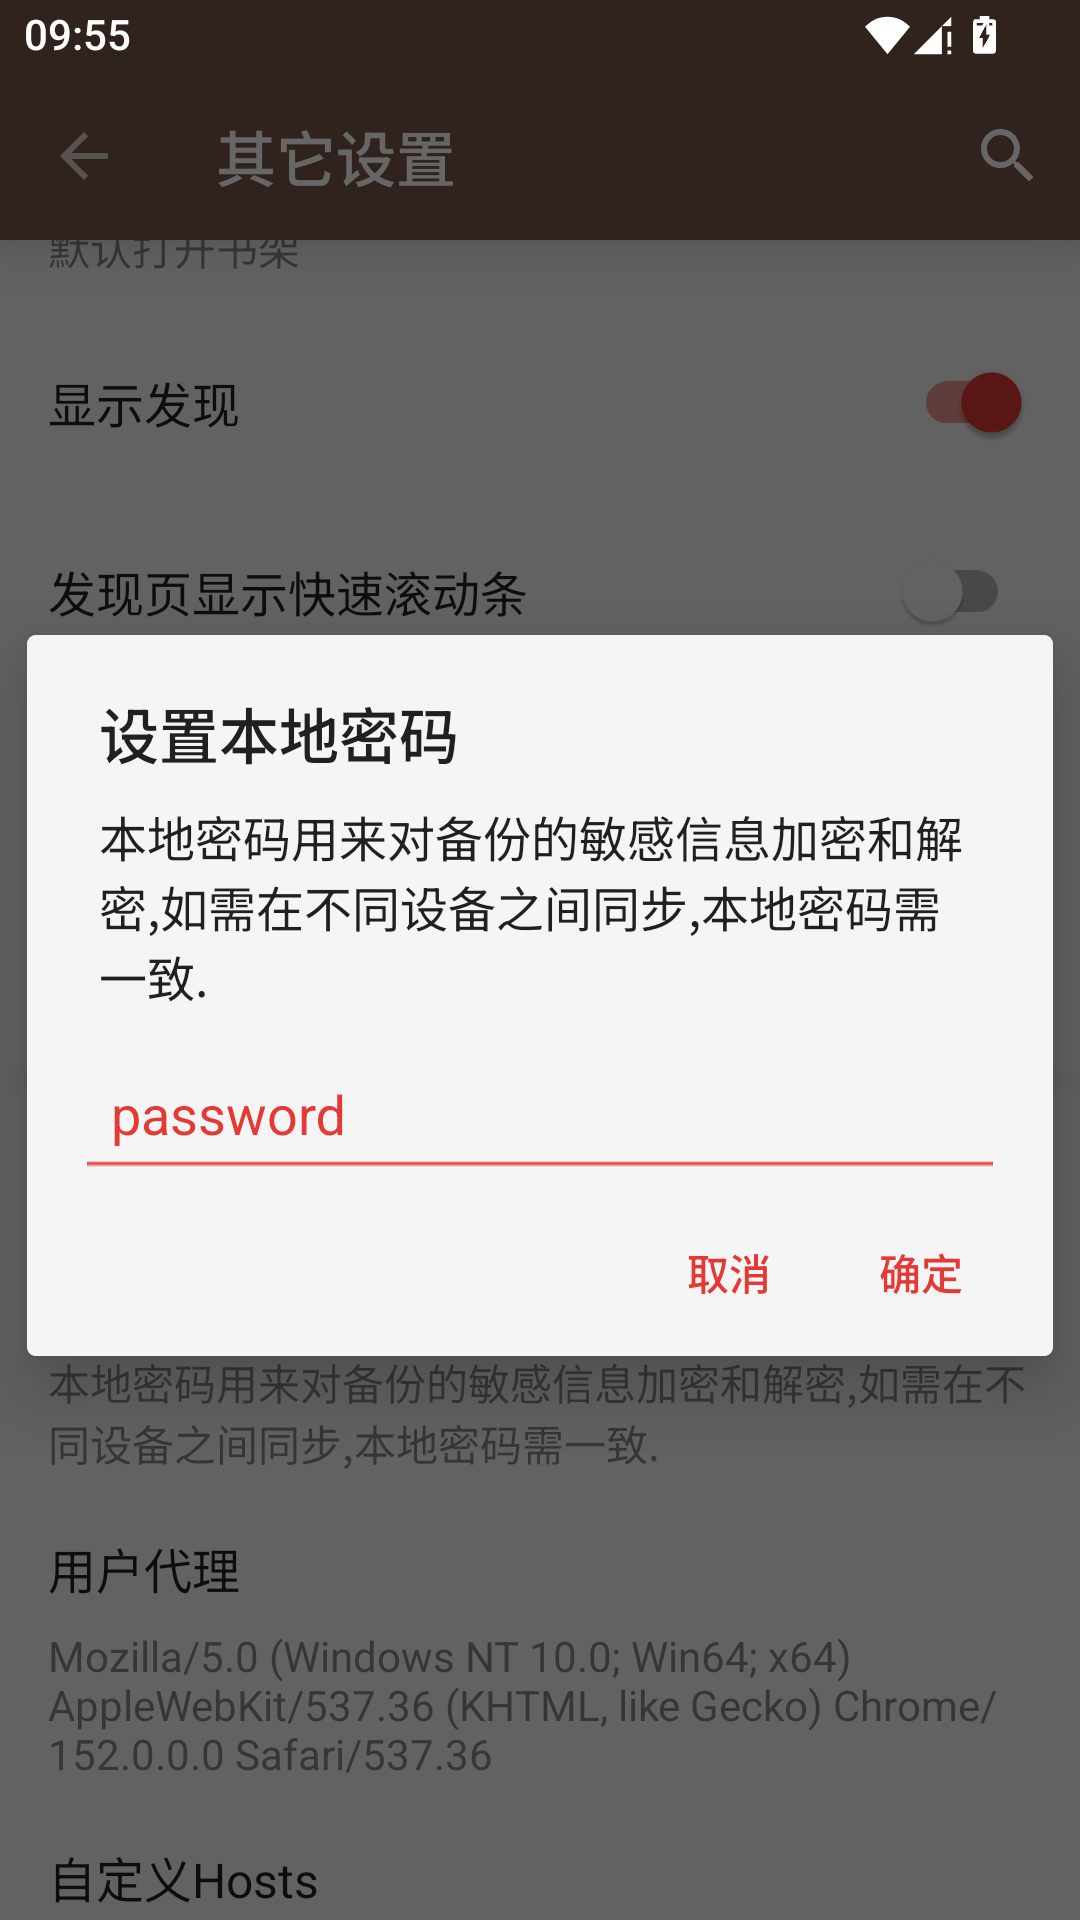 09:55
其它设置
默认打开书架
显示发现
发现页显示快速滚动条
设置本地密码
本地密码用来对备份的敏感信息加密和解
密,如需在不同设备之间同步,本地密码需
一致.
password
取消
确定
本地密码用来对备份的敏感信息加密和解密,如需在不
同设备之间同步,本地密码需一致.
用户代理
Mozilla/5.0 (Windows NT 10.0; Win64; x64)
AppleWebKit/537.36 (KHTML, like Gecko) Chrome/
152.0.0.0 Safari/537.36
自定义Hosts